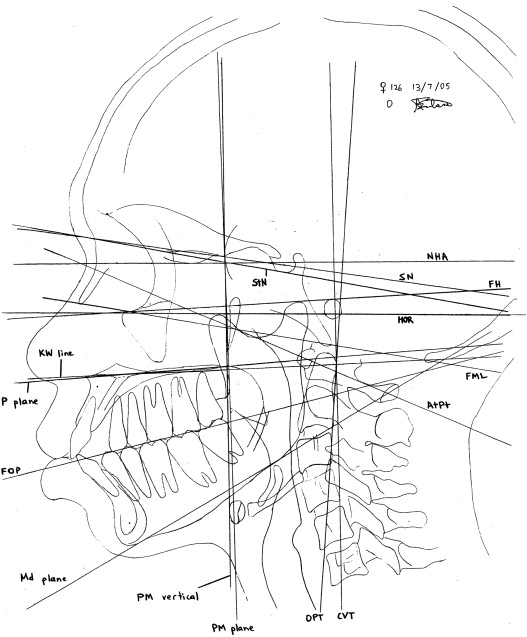 ♀ 126 13/7/05
0
NHA
SN
StN
FH
HOR
KW line
FML
P plane
AtPt
FOP
Md plane
PM vertical
OPT CVT
PM plane